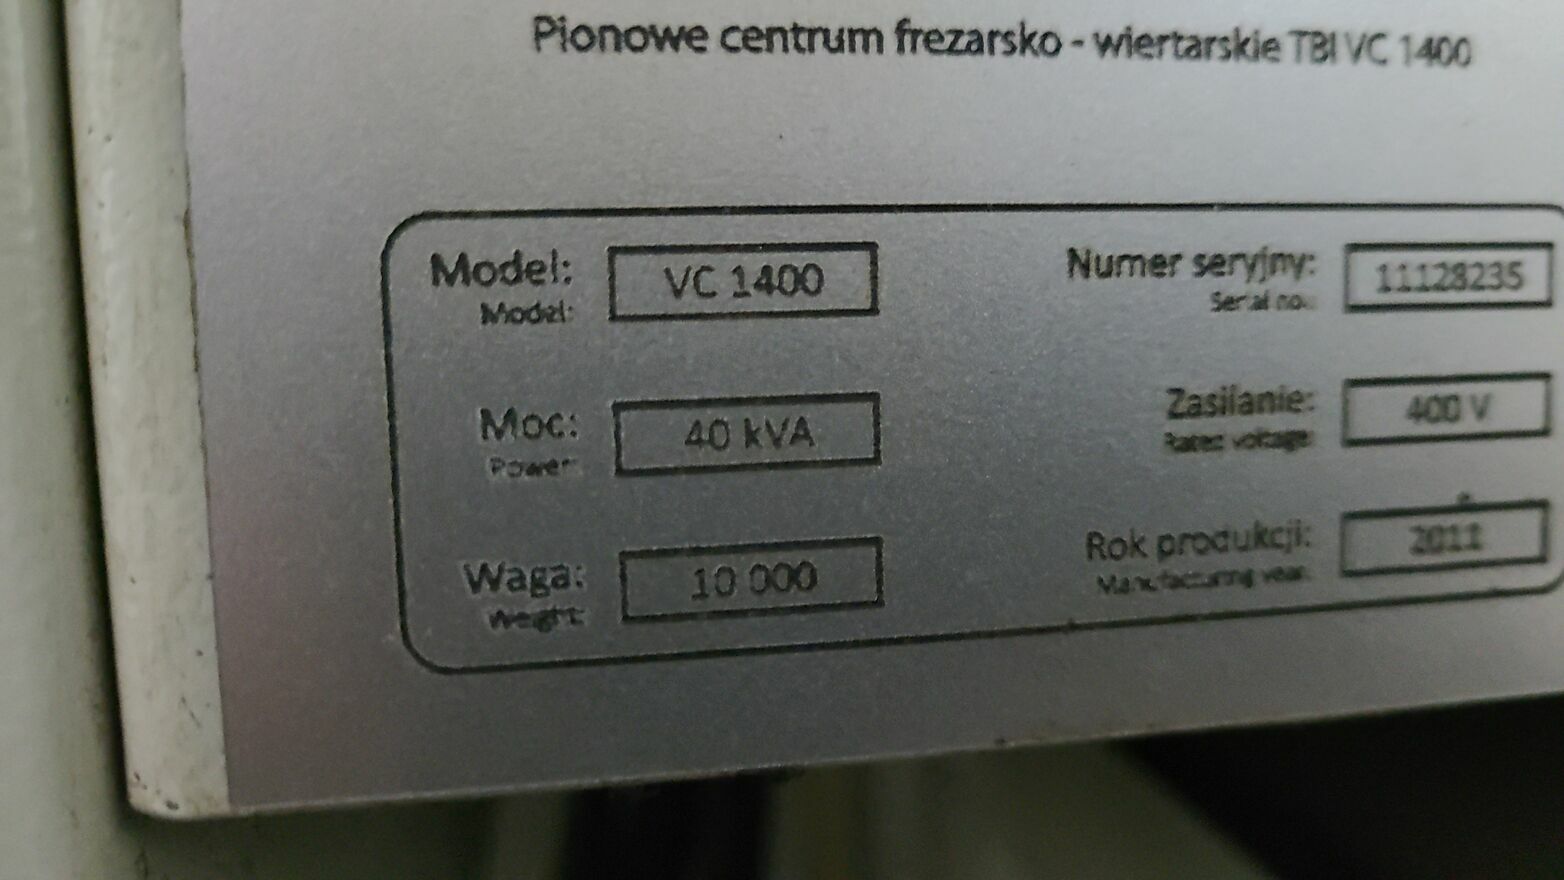 Pionowe centrum frezarsko - wiertarskie TBI VC 1400
Model: VC 1400
Model:
Numer seryjny: 11128235
Serial no.:
Moc: 40 kVA
Power:
Zasilanie: 400 V
Rated voltage:
Waga: 10 000
Weight:
Rok produkcji: 2011
Manufacturing year: